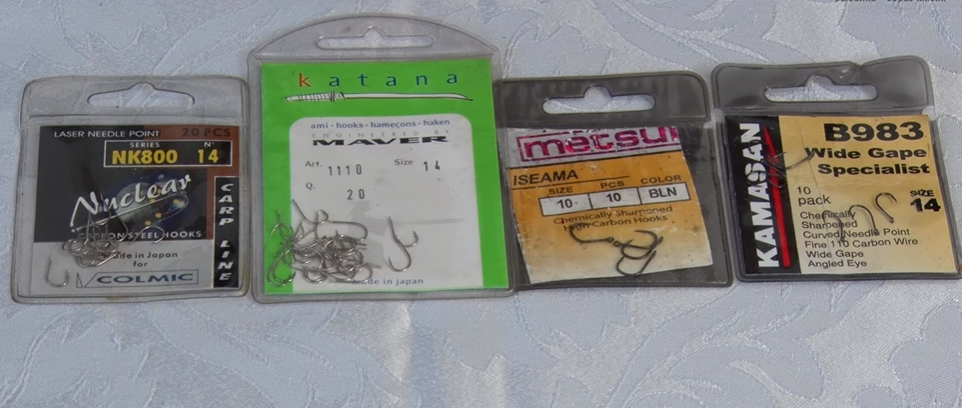 LASER NEEDLE POINT 20 PCS
SERIES N°
NK800 14
Nuclear
CARBON STEEL HOOKS
Made in Japan
for
COLMIC
CARP LINE
katana
ami - hooks - hameçons - haken
ENGINEERED BY
MAVER
Art. 1110 Size 14
Q. 20
made in japan
metsui
ISEAMA
SIZE PCS COLOR
10 10 BLN
Chemically Sharpened
High-Carbon Hooks
KAMASAN
B983
Wide Gape
Specialist
10
pack
SIZE
14
Chemically
Sharpened
Curved Needle Point
Fine 110 Carbon Wire
Wide Gape
Angled Eye